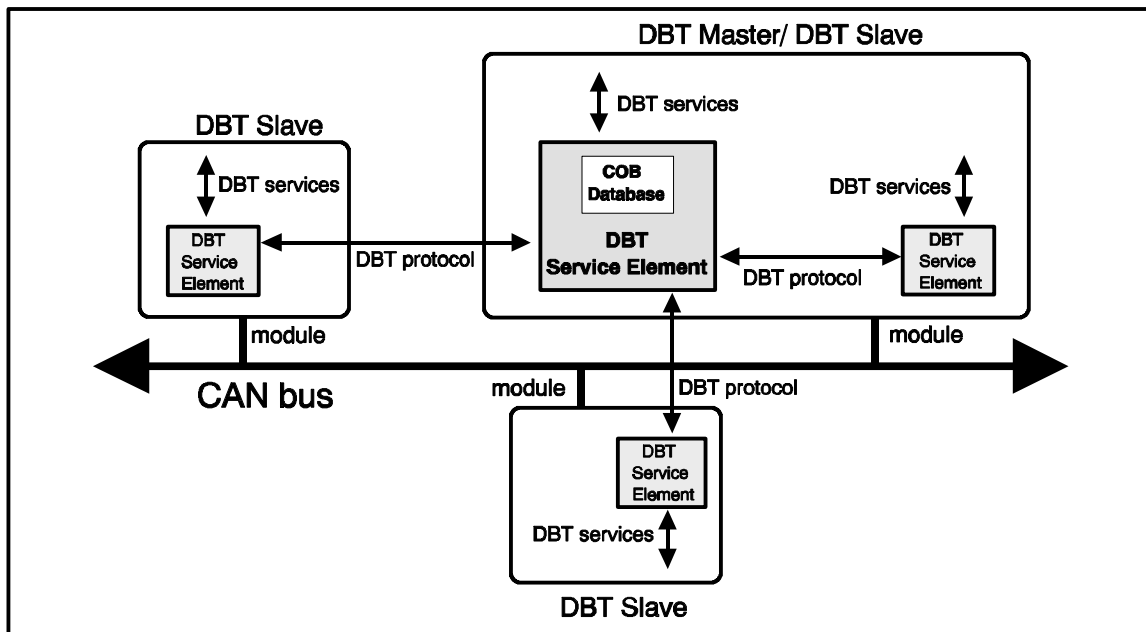 DBT Master/ DBT Slave
DBT services
DBT Slave
COB
Database
DBT services
DBT services
DBT
Service
Element
DBT protocol
DBT
Service Element
DBT protocol
DBT
Service
Element
module
module
CAN bus
module
DBT protocol
DBT
Service
Element
DBT services
DBT Slave